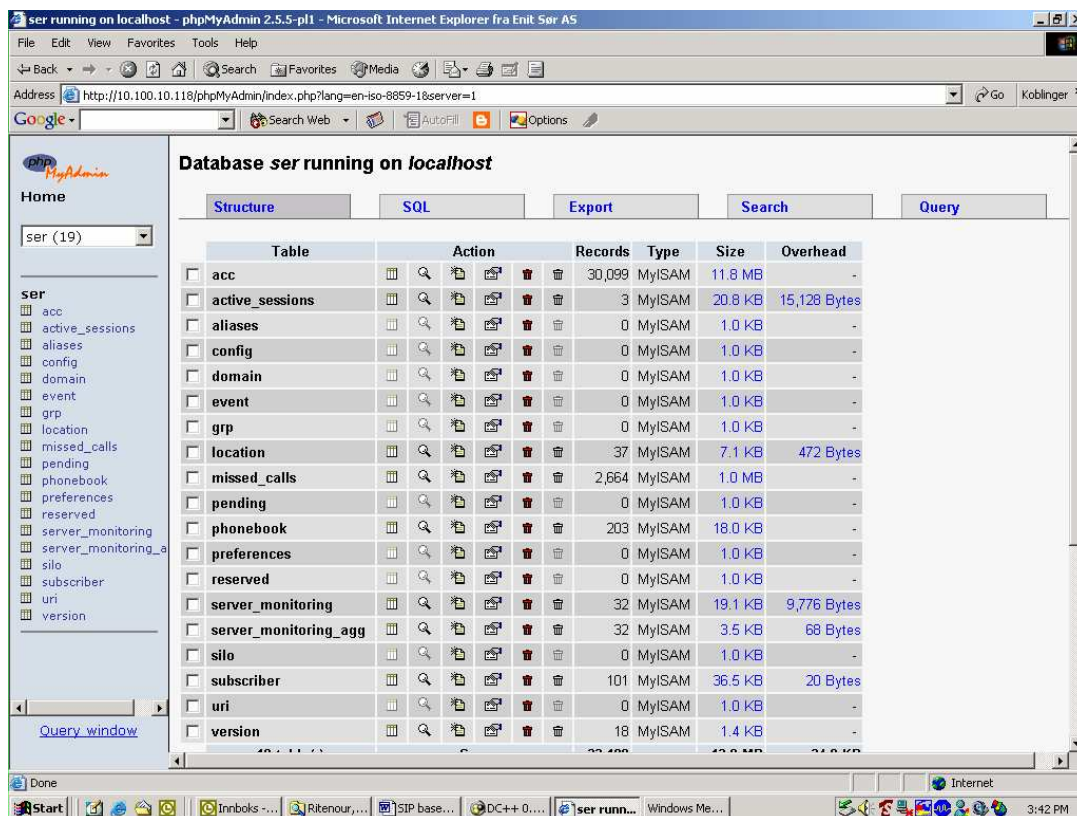 ser running on localhost - phpMyAdmin 2.5.5-pl1 - Microsoft Internet Explorer fra Enit Sør AS
File Edit View Favorites Tools Help
Back Search Favorites Media
Address http://10.100.10.118/phpMyAdmin/index.php?lang=en-iso-8859-1&server=1 Go Koblinger
Google Search Web AutoFill Options
php MyAdmin
Home
ser (19)
ser
acc
active_sessions
aliases
config
domain
event
grp
location
missed_calls
pending
phonebook
preferences
reserved
server_monitoring
server_monitoring_a
silo
subscriber
uri
version
Query window
Database ser running on localhost
Structure SQL Export Search Query
Table Action Records Type Size Overhead
acc 30,099 MyISAM 11.8 MB -
active_sessions 3 MyISAM 20.8 KB 15,128 Bytes
aliases 0 MyISAM 1.0 KB -
config 0 MyISAM 1.0 KB -
domain 0 MyISAM 1.0 KB -
event 0 MyISAM 1.0 KB -
grp 0 MyISAM 1.0 KB -
location 37 MyISAM 7.1 KB 472 Bytes
missed_calls 2,664 MyISAM 1.0 MB -
pending 0 MyISAM 1.0 KB -
phonebook 203 MyISAM 18.0 KB -
preferences 0 MyISAM 1.0 KB -
reserved 0 MyISAM 1.0 KB -
server_monitoring 32 MyISAM 19.1 KB 9,776 Bytes
server_monitoring_agg 32 MyISAM 3.5 KB 68 Bytes
silo 0 MyISAM 1.0 KB -
subscriber 101 MyISAM 36.5 KB 20 Bytes
uri 0 MyISAM 1.0 KB -
version 18 MyISAM 1.4 KB -
Done Internet
Start Innboks -... Ritenour,... SIP base... DC++ 0.... ser runn... Windows Me... 3:42 PM